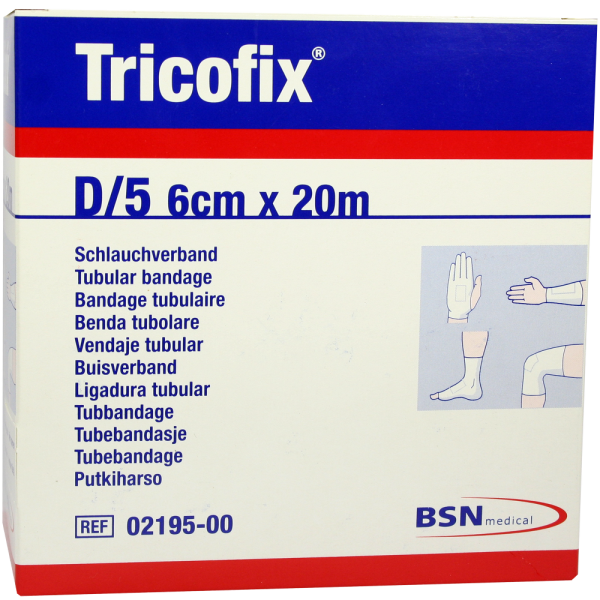 Tricofix®
D/5 6cm x 20m
Schlauchverband
Tubular bandage
Bandage tubulaire
Benda tubolare
Vendaje tubular
Buisverband
Ligadura tubular
Tubbandage
Tubebandasje
Tubebandage
Putkiharso
REF 02195-00
BSN medical